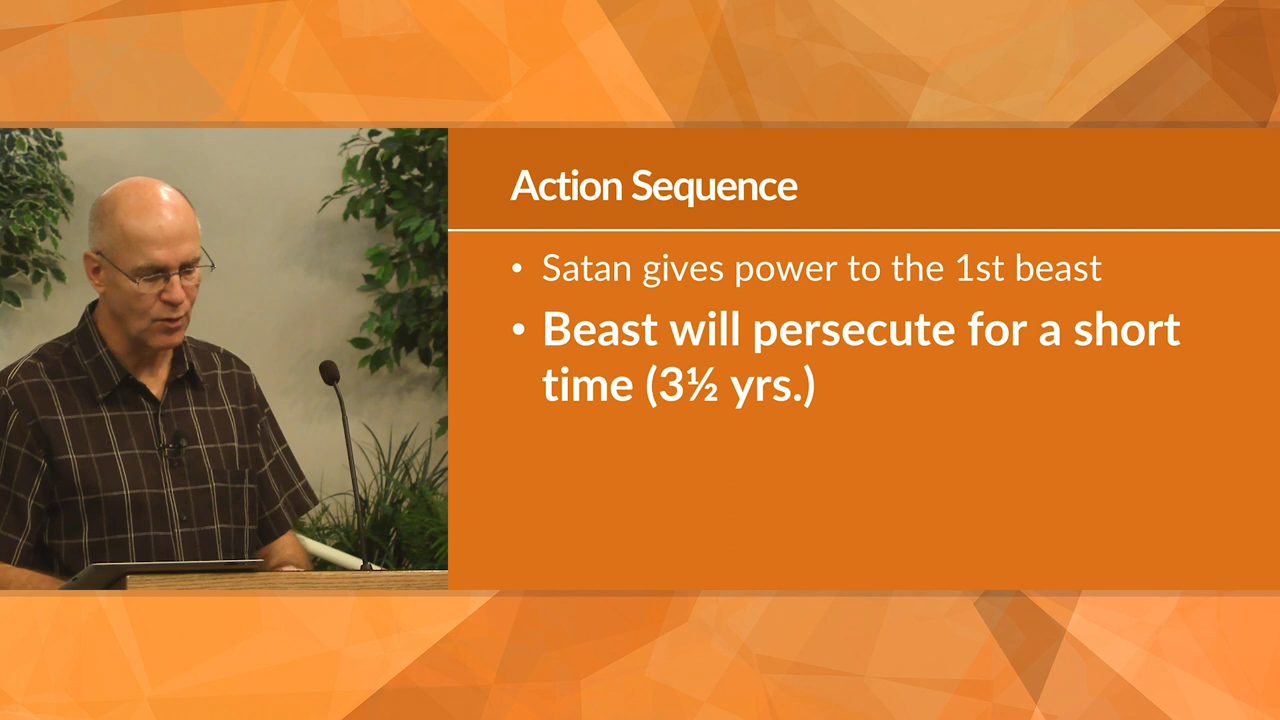 Action Sequence
• Satan gives power to the 1st beast
• Beast will persecute for a short
time (3½ yrs.)